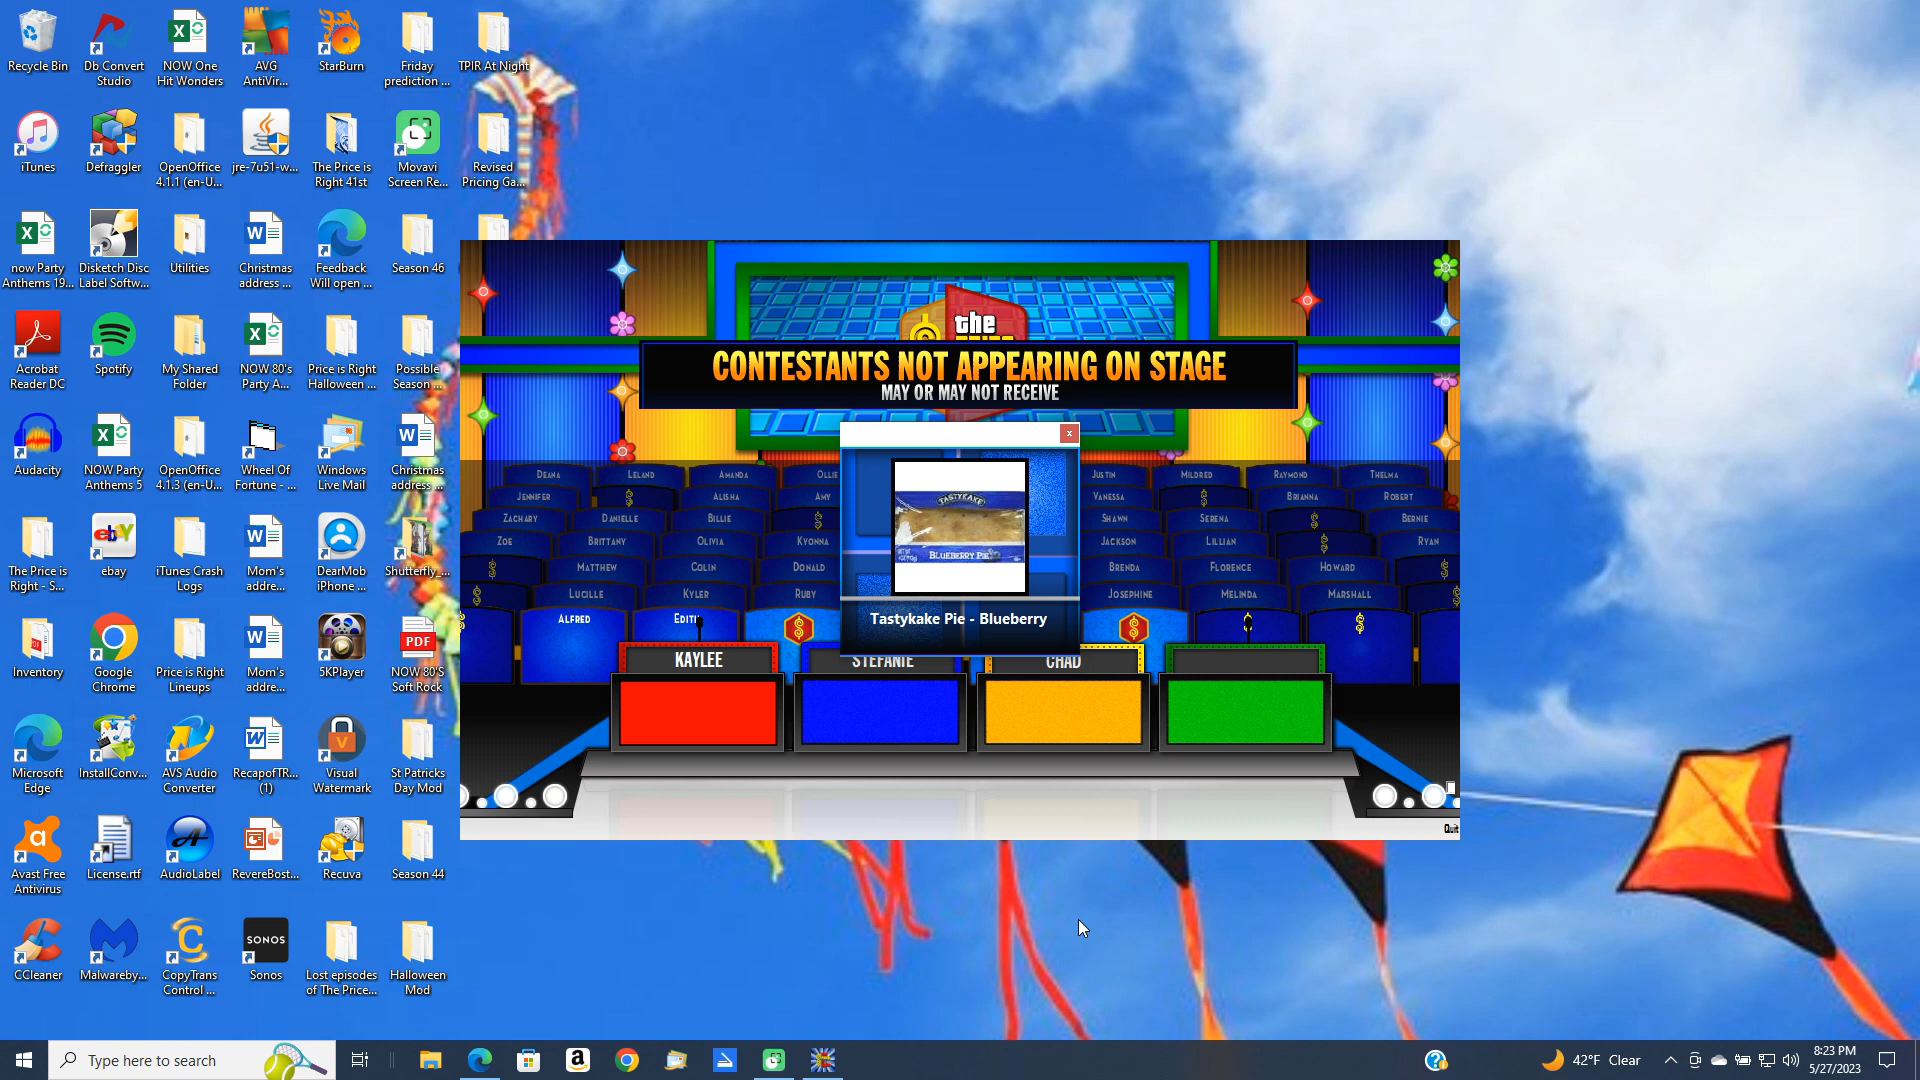 Recycle Bin
Db Convert
Studio
NOW One
Hit Wonders
AVG
AntiVir...
StarBurn
Friday
prediction ...
TPIR At Night
iTunes
Defraggler
OpenOffice
4.1.1 (en-U...
jre-7u51-w...
The Price is
Right 41st
Movavi
Screen Re...
Revised
Pricing Ga...
now Party
Anthems 19...
Disketch Disc
Label Softw...
Utilities
Christmas
address ...
Feedback
Will open ...
Season 46
Acrobat
Reader DC
Spotify
My Shared
Folder
NOW 80's
Party A...
Price is Right
Halloween ...
Possible
Season ...
Audacity
NOW Party
Anthems 5
OpenOffice
4.1.3 (en-U...
Wheel Of
Fortune - ...
Windows
Live Mail
Christmas
address ...
The Price is
Right - S...
ebay
iTunes Crash
Logs
Mom's
addre...
DearMob
iPhone ...
Shutterfly_...
Inventory
Google
Chrome
Price is Right
Lineups
Mom's
addre...
5KPlayer
PDF
NOW 80'S
Soft Rock
Microsoft
Edge
InstallConv...
AVS Audio
Converter
RecapofTR...
(1)
Visual
Watermark
St Patricks
Day Mod
Avast Free
Antivirus
License.rtf
AudioLabel
RevereBost...
Recuva
Season 44
CCleaner
Malwareby...
CopyTrans
Control ...
SONOS
Sonos
Lost episodes
of The Price...
Halloween
Mod
the
CONTESTANTS NOT APPEARING ON STAGE
MAY OR MAY NOT RECEIVE
DEANA LELAND AMANDA OLLIE JUSTIN MILDRED RAYMOND THELMA
JENNIFER ALISHA AMY VANESSA BRIANNA ROBERT
ZACHARY DANIELLE BILLIE SHAWN SERENA BERNIE
ZOE BRITTANY OLIVIA KYONNA JACKSON LILLIAN RYAN
MATTHEW COLIN DONALD BRENDA FLORENCE HOWARD
LUCILLE KYLER RUBY JOSEPHINE MELINDA MARSHALL
ALFRED
x
TASTYKAKE
BLUEBERRY PIE
Tastykake Pie - Blueberry
KAYLEE STEFANIE CHAD
Quit
Type here to search
42°F Clear
8:23 PM
5/27/2023